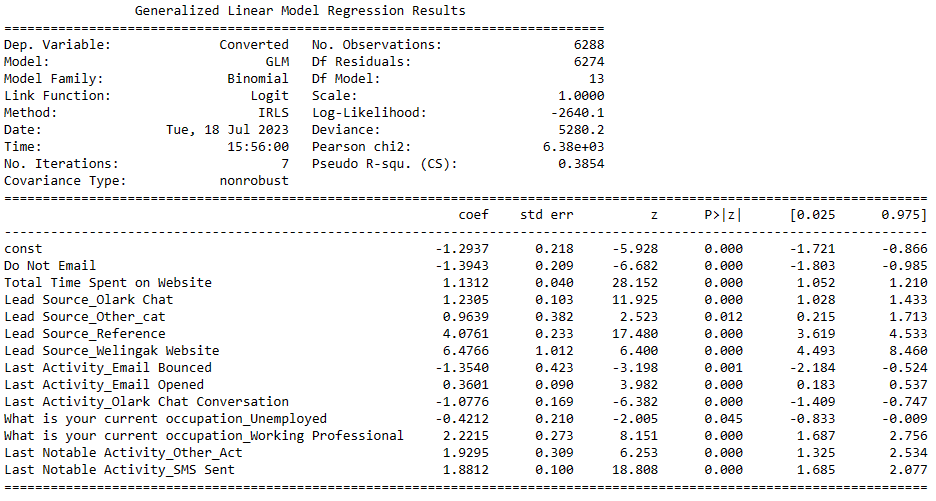 Generalized Linear Model Regression Results
==============================================================================
Dep. Variable: Converted No. Observations: 6288
Model: GLM Df Residuals: 6274
Model Family: Binomial Df Model: 13
Link Function: Logit Scale: 1.0000
Method: IRLS Log-Likelihood: -2640.1
Date: Tue, 18 Jul 2023 Deviance: 5280.2
Time: 15:56:00 Pearson chi2: 6.38e+03
No. Iterations: 7 Pseudo R-squ. (CS): 0.3854
Covariance Type: nonrobust
========================================================================================================================
coef std err z P>|z| [0.025 0.975]
------------------------------------------------------------------------------------------------------------------------
const -1.2937 0.218 -5.928 0.000 -1.721 -0.866
Do Not Email -1.3943 0.209 -6.682 0.000 -1.803 -0.985
Total Time Spent on Website 1.1312 0.040 28.152 0.000 1.052 1.210
Lead Source_Olark Chat 1.2305 0.103 11.925 0.000 1.028 1.433
Lead Source_Other_cat 0.9639 0.382 2.523 0.012 0.215 1.713
Lead Source_Reference 4.0761 0.233 17.480 0.000 3.619 4.533
Lead Source_Welingak Website 6.4766 1.012 6.400 0.000 4.493 8.460
Last Activity_Email Bounced -1.3540 0.423 -3.198 0.001 -2.184 -0.524
Last Activity_Email Opened 0.3601 0.090 3.982 0.000 0.183 0.537
Last Activity_Olark Chat Conversation -1.0776 0.169 -6.382 0.000 -1.409 -0.747
What is your current occupation_Unemployed -0.4212 0.210 -2.005 0.045 -0.833 -0.009
What is your current occupation_Working Professional 2.2215 0.273 8.151 0.000 1.687 2.756
Last Notable Activity_Other_Act 1.9295 0.309 6.253 0.000 1.325 2.534
Last Notable Activity_SMS Sent 1.8812 0.100 18.808 0.000 1.685 2.077
========================================================================================================================